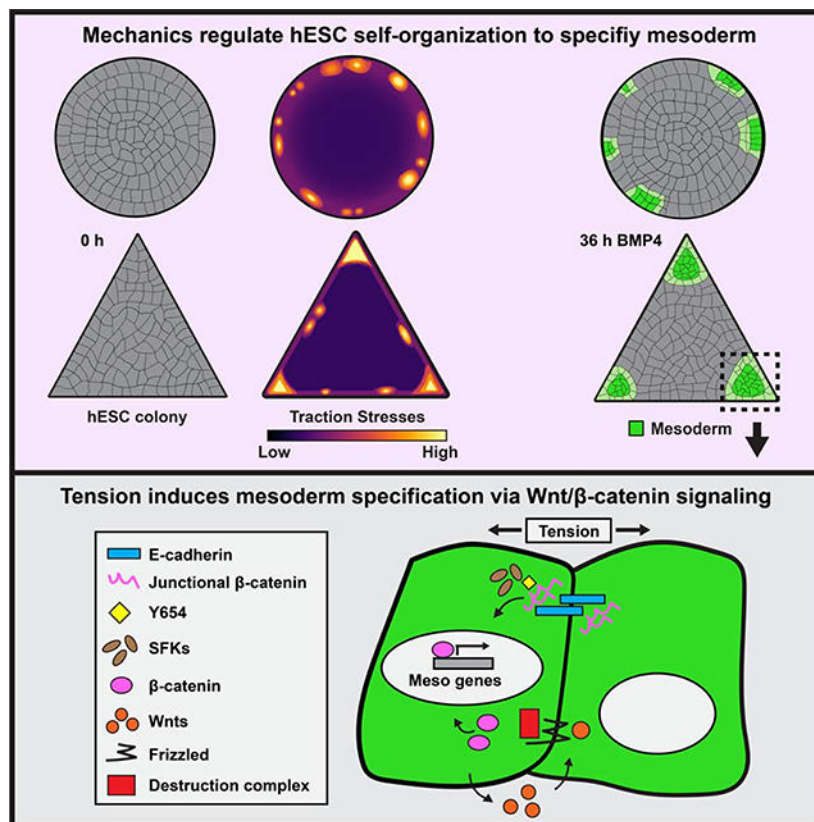 Mechanics regulate hESC self-organization to specifiy mesoderm
0 h
36 h BMP4
hESC colony
Traction Stresses
Low
High
Mesoderm
Tension induces mesoderm specification via Wnt/β-catenin signaling
E-cadherin
Junctional β-catenin
Y654
SFKs
β-catenin
Wnts
Frizzled
Destruction complex
Tension
Meso genes